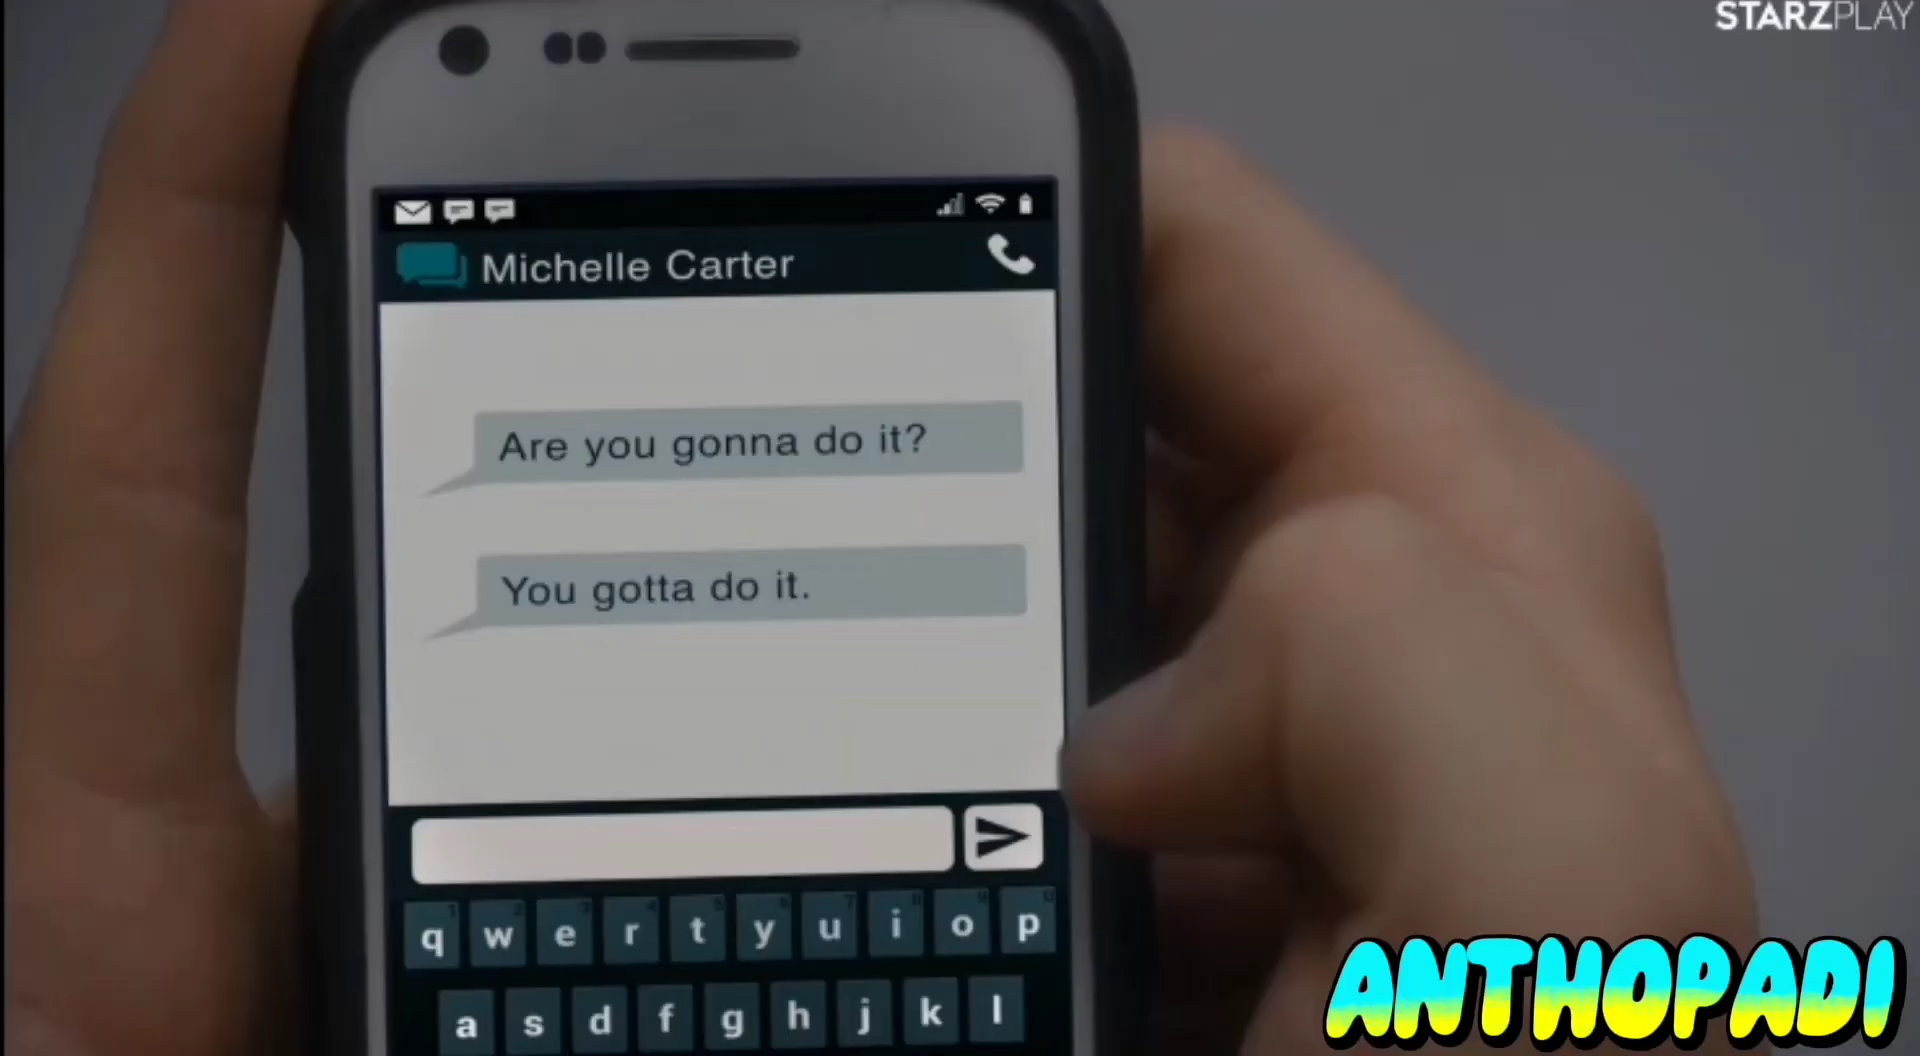 STARZPLAY
Michelle Carter
Are you gonna do it?
You gotta do it.
q w e r t y u i o p
a s d f g h j k l
ANTHOPADI